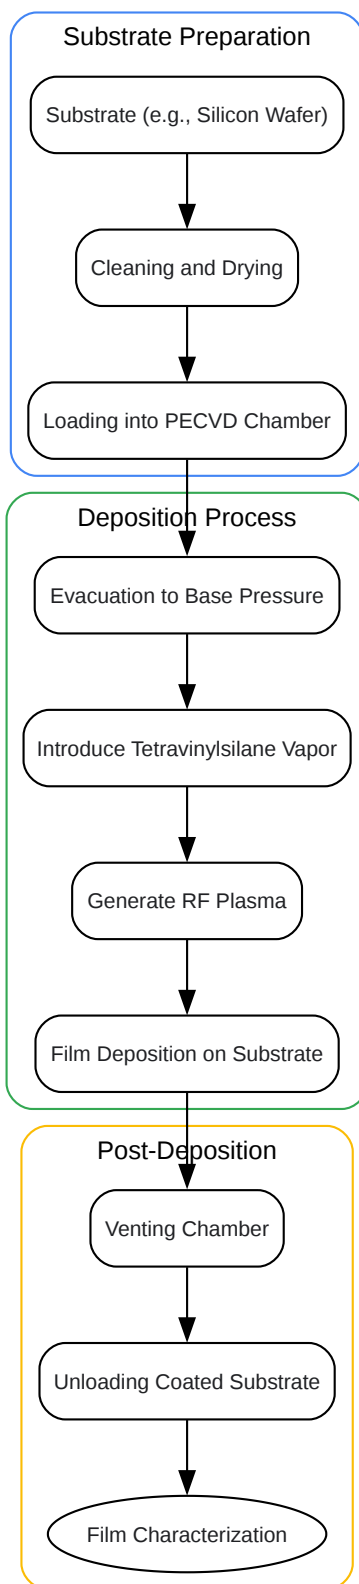 Substrate Preparation
Substrate (e.g., Silicon Wafer)
Cleaning and Drying
Loading into PECVD Chamber
Deposition Process
Evacuation to Base Pressure
Introduce Tetravinylsilane Vapor
Generate RF Plasma
Film Deposition on Substrate
Post-Deposition
Venting Chamber
Unloading Coated Substrate
Film Characterization